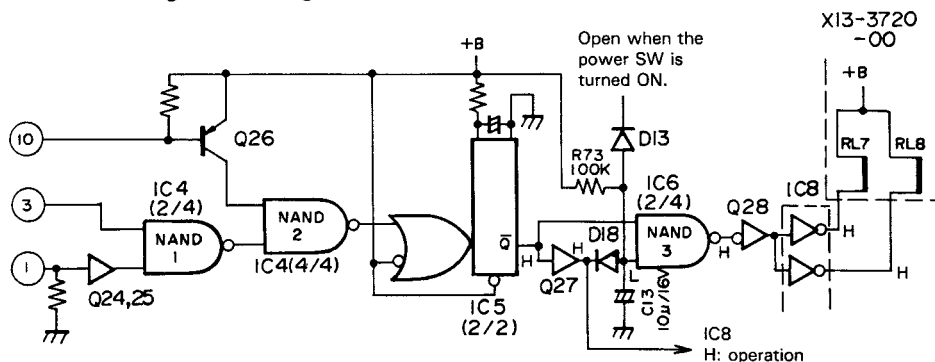 X13-3720
-00
Open when the
power SW is
turned ON.
+B
+B
10
Q26
D13
RL7
RL8
R73
100K
3
IC4
(2/4)
NAND
1
NAND
2
IC4(4/4)
1
Q24,25
Q̅
H
IC5
(2/2)
Q27
H
D18
L
C13
10μ/16V
IC6
(2/4)
NAND
3
H
Q28
IC8
H
H
IC8
H: operation